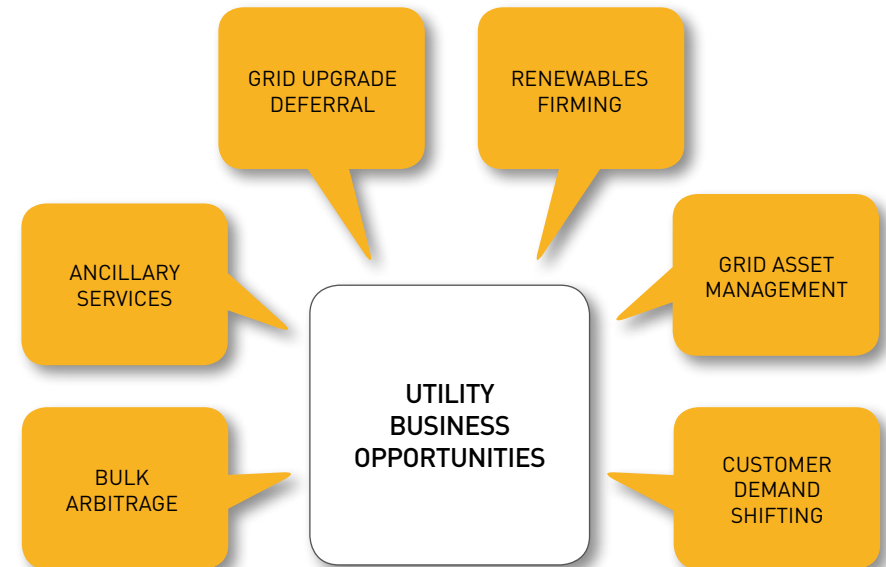 GRID UPGRADE
DEFERRAL
RENEWABLES
FIRMING
ANCILLARY
SERVICES
GRID ASSET
MANAGEMENT
UTILITY
BUSINESS
OPPORTUNITIES
BULK
ARBITRAGE
CUSTOMER
DEMAND
SHIFTING